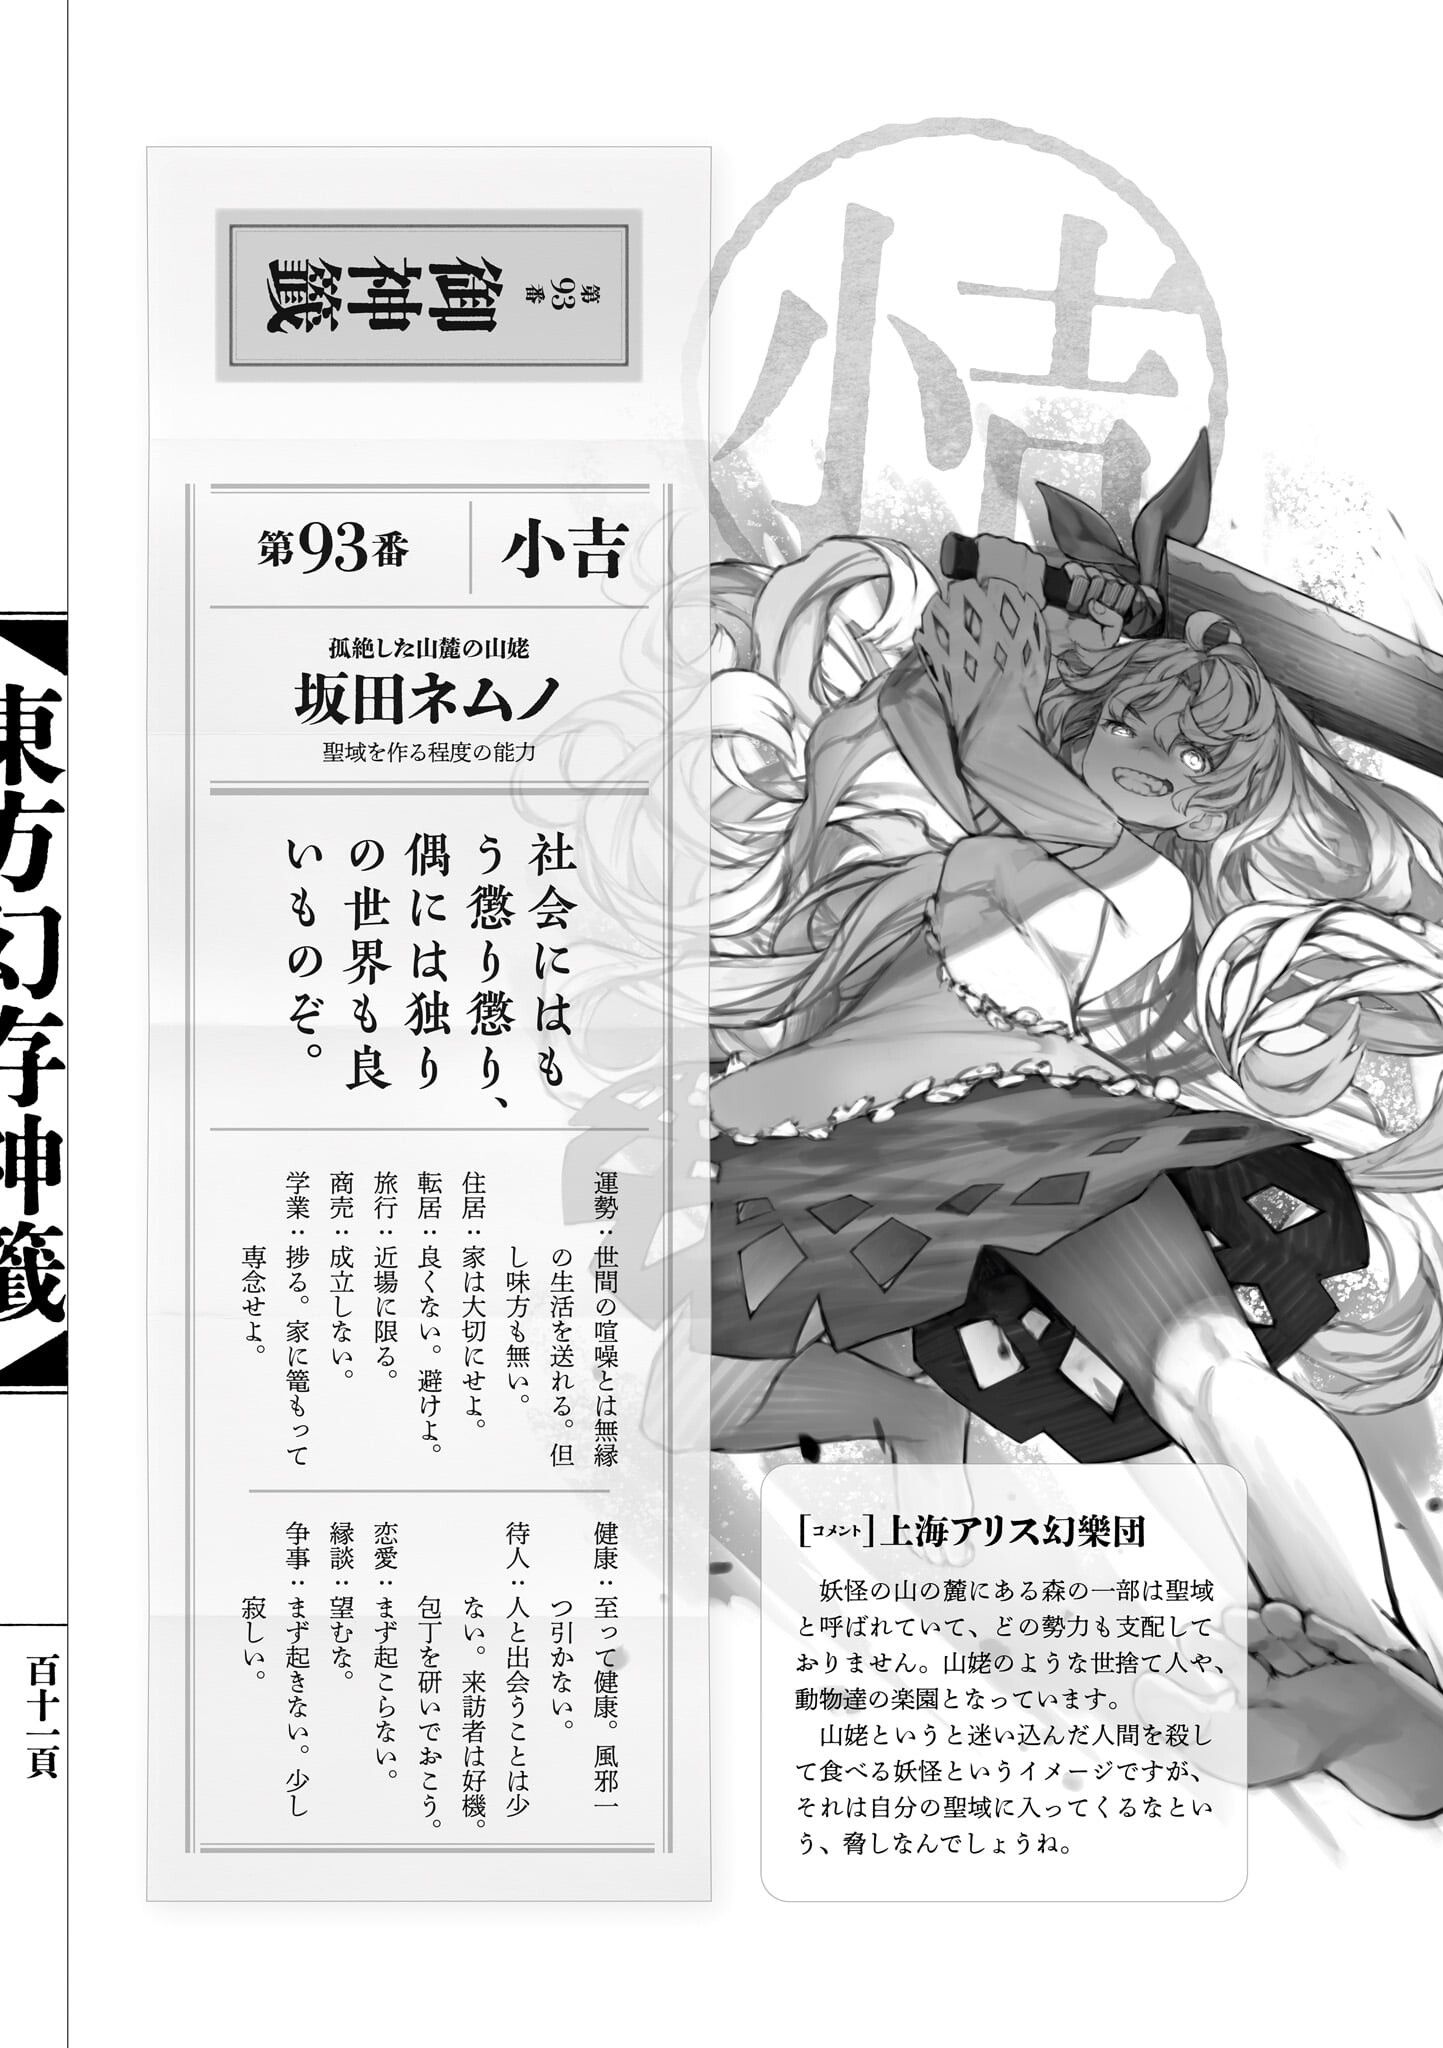 小吉
御神籤
第93番
第93番
小吉
孤絶した山麓の山姥
坂田ネムノ
聖域を作る程度の能力
社会にはも
う懲り懲り、
偶には独り
の世界も良
いものぞ。
運勢：世間の喧噪とは無縁
の生活を送れる。但
し味方も無い。
住居：家は大切にせよ。
転居：良くない。避けよ。
旅行：近場に限る。
商売：成立しない。
学業：捗る。家に篭もって
専念せよ。
健康：至って健康。風邪一
つ引かない。
待人：人と出会うことは少
ない。来訪者は好機。
包丁を研いでおこう。
恋愛：まず起こらない。
縁談：望むな。
争事：まず起きない。少し
寂しい。
[コメント]上海アリス幻樂団
　妖怪の山の麓にある森の一部は聖域
と呼ばれていて、どの勢力も支配して
おりません。山姥のような世捨て人や、
動物達の楽園となっています。
　山姥というと迷い込んだ人間を殺し
て食べる妖怪というイメージですが、
それは自分の聖域に入ってくるなとい
う、脅しなんでしょうね。
東方幻存神籤
百十一頁